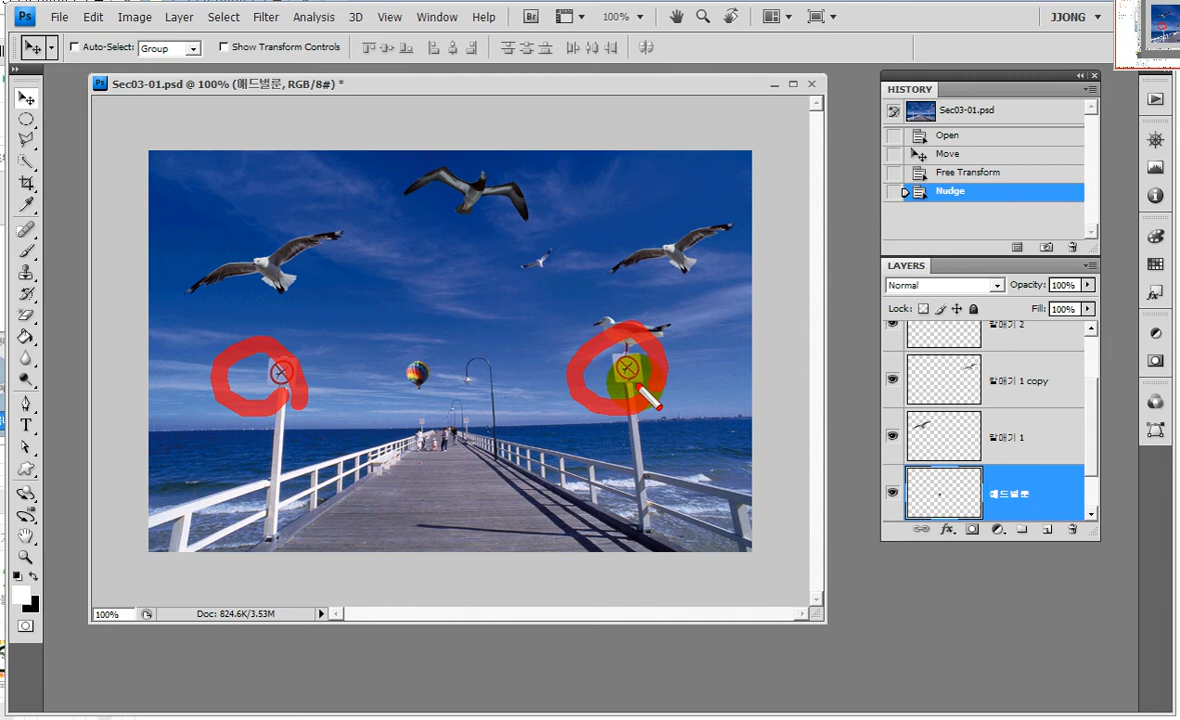 Ps File Edit Image Layer Select Filter Analysis 3D View Window Help Br 100% JJONG
Auto-Select: Group Show Transform Controls
Ps Sec03-01.psd @ 100% (애드벌룬, RGB/8#) *
HISTORY
Sec03-01.psd
Open
Move
Free Transform
Nudge
LAYERS
Normal Opacity: 100%
Lock: Fill: 100%
갈매기 2
갈매기 1 copy
갈매기 1
애드벌룬
fx
100% Doc: 824.6K/3.53M